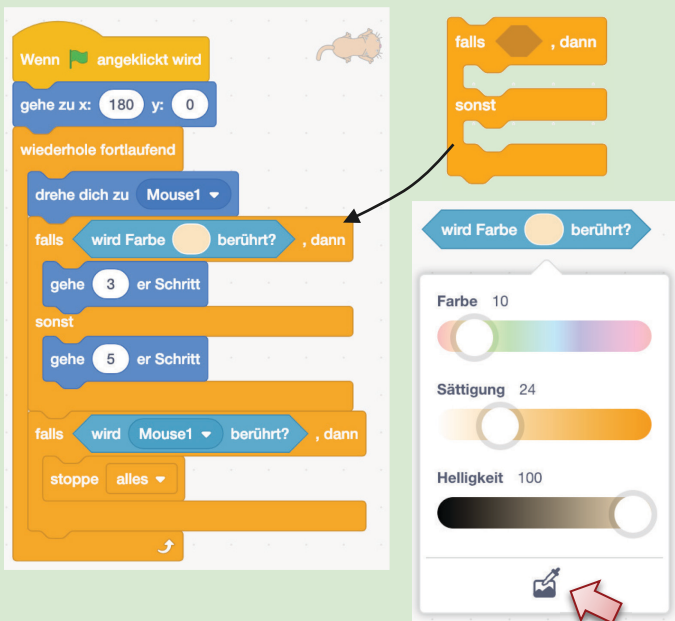 Wenn angeklickt wird
gehe zu x: 180 y: 0
wiederhole fortlaufend
drehe dich zu Mouse1
falls wird Farbe berührt? , dann
gehe 3 er Schritt
sonst
gehe 5 er Schritt
falls wird Mouse1 berührt? , dann
stoppe alles
falls , dann
sonst
wird Farbe berührt?
Farbe 10
Sättigung 24
Helligkeit 100